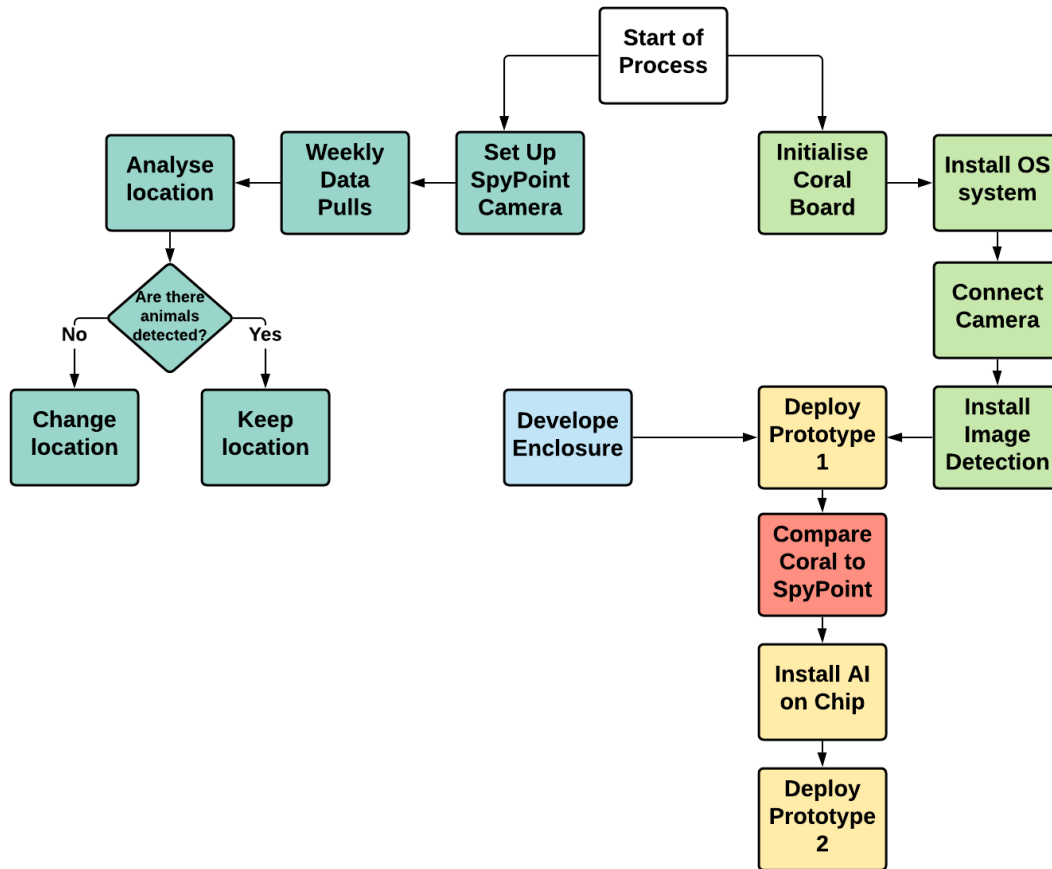 Start of
Process
Analyse
location
Weekly
Data
Pulls
Set Up
SpyPoint
Camera
Initialise
Coral
Board
Install OS
system
Are there
animals
detected?
No
Yes
Connect
Camera
Change
location
Keep
location
Develope
Enclosure
Deploy
Prototype
1
Install
Image
Detection
Compare
Coral to
SpyPoint
Install AI
on Chip
Deploy
Prototype
2